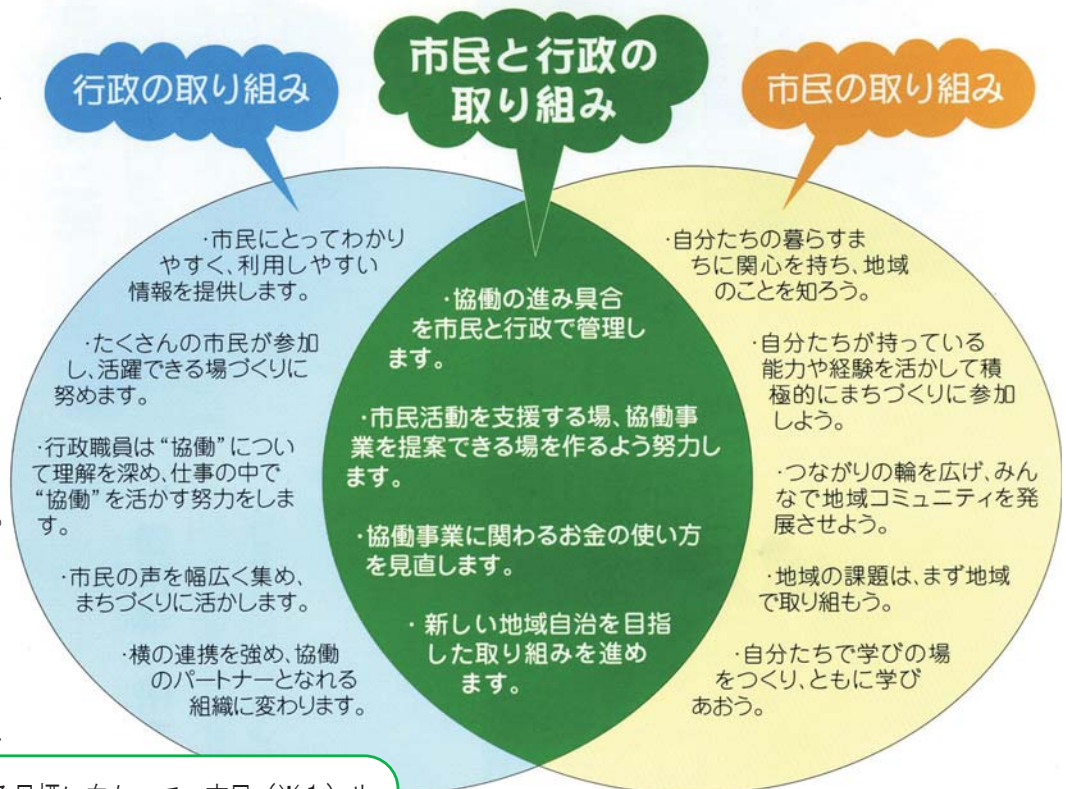 行政の取り組み
市民と行政の
取り組み
市民の取り組み
・市民にとってわかり
やすく、利用しやすい
情報を提供します。
・たくさんの市民が参加
し、活躍できる場づくりに
努めます。
・行政職員は“協働”につい
て理解を深め、仕事の中で
“協働”を活かす努力をしま
す。
・市民の声を幅広く集め、
まちづくりに活かします。
・横の連携を強め、協働
のパートナーとなれる
組織に変わります。
・協働の進み具合
を市民と行政で管理し
ます。
・市民活動を支援する場、協働事
業を提案できる場を作るよう努力し
ます。
・協働事業に関わるお金の使い方
を見直します。
・新しい地域自治を目指
した取り組みを進め
ます。
・自分たちの暮らすま
ちに関心を持ち、地域
のことを知ろう。
・自分たちが持っている
能力や経験を活かして積
極的にまちづくりに参加
しよう。
・つながりの輪を広げ、みん
なで地域コミュニティを発
展させよう。
・地域の課題は、まず地域
で取り組もう。
・自分たちで学びの場
をつくり、ともに学び
あおう。